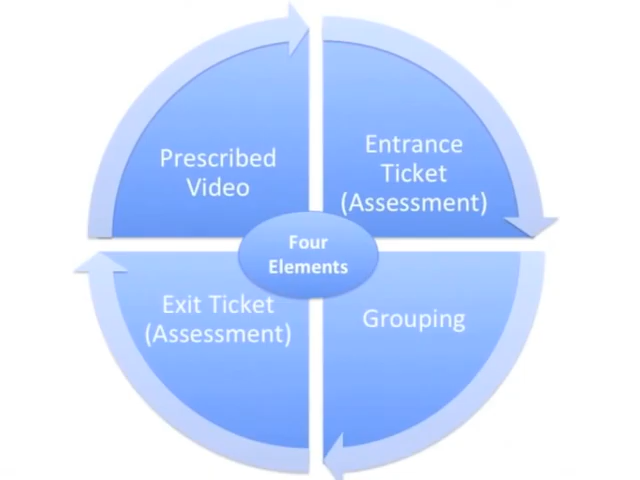 Prescribed
Video
Entrance
Ticket
(Assessment)
Four
Elements
Exit Ticket
(Assessment)
Grouping